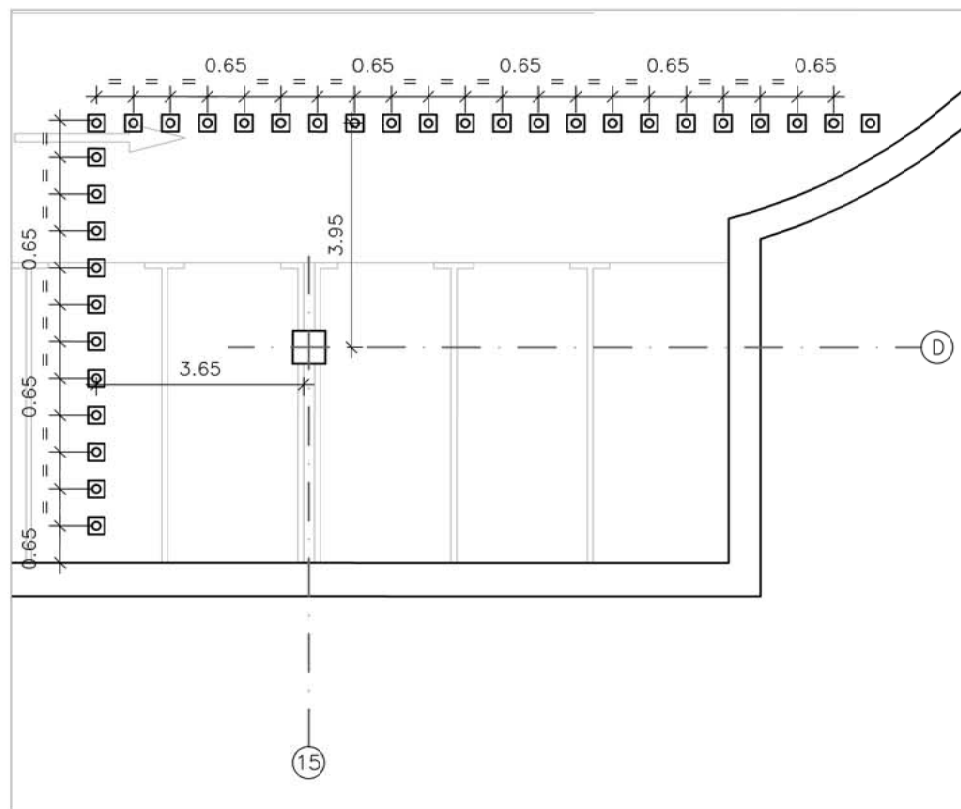 = = = 0.65 = = = 0.65 = = = 0.65 = = = 0.65 = = = 0.65
= = = 0.65 = = = 0.65 = = = 0.65
3.95
3.65
D
15